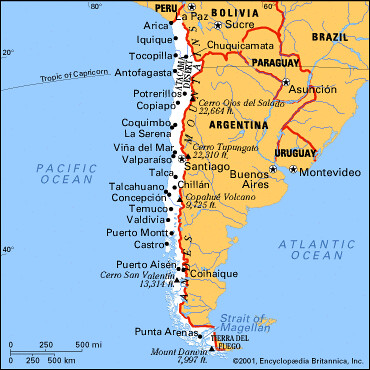 80°
60°
PERU
La Paz
BOLIVIA
Arica
Sucre
Iquique
Chuquicamata
BRAZIL
20°
Tocopilla
PARAGUAY
Tropic of Capricorn
Antofagasta
ATACAMA
DESERT
Asunción
Potrerillos
Copiapó
Cerro Ojos del Salado
22,664 ft.
Coquimbo
La Serena
ARGENTINA
Viña del Mar
Cerro Tupungato
22,310 ft.
URUGUAY
Valparaíso
Santiago
PACIFIC
OCEAN
Talca
Buenos
Aires
Montevideo
Talcahuano
Chillán
Concepción
Copahué Volcano
9,725 ft.
Temuco
Valdivia
Puerto Montt
ATLANTIC
OCEAN
40°
Castro
ANDES
MOUNTAINS
Puerto Aisén
Cerro San Valentín
13,314 ft.
Coihaique
Strait of
Magellan
Punta Arenas
TIERRA DEL
FUEGO
Mount Darwin
7,997 ft.
0 250 500 mi
0 250 500 km
©2001, Encyclopædia Britannica, Inc.